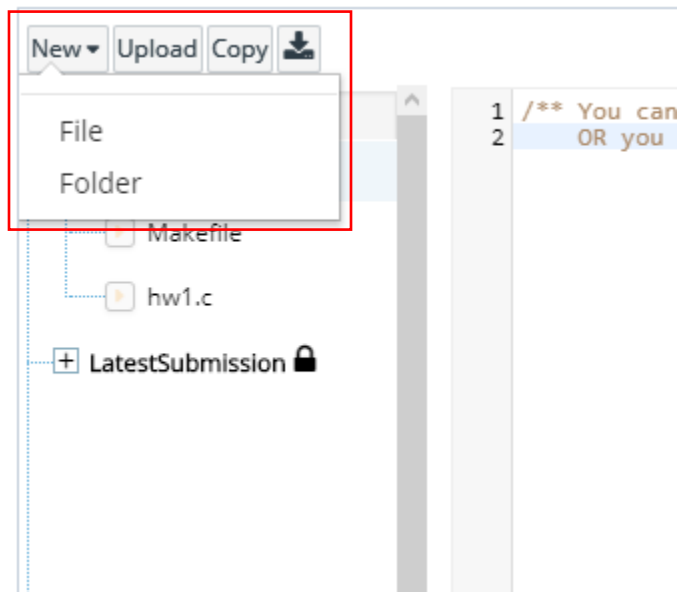 New Upload Copy
File
Folder
Makefile
hw1.c
LatestSubmission
1 /** You can
2 OR you